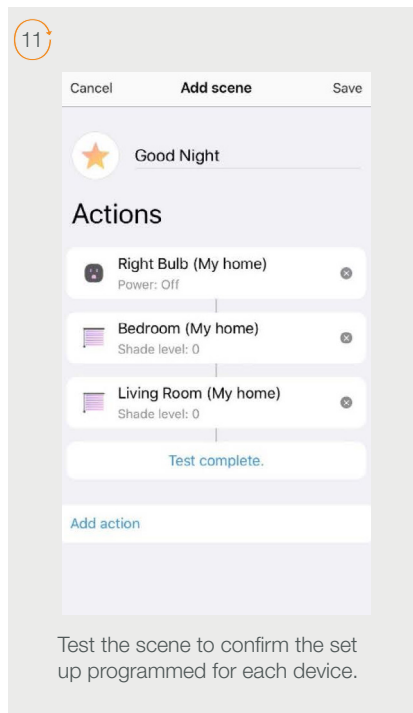 11
Cancel Add scene Save
Good Night
Actions
Right Bulb (My home)
Power: Off
Bedroom (My home)
Shade level: 0
Living Room (My home)
Shade level: 0
Test complete.
Add action
Test the scene to confirm the set
up programmed for each device.